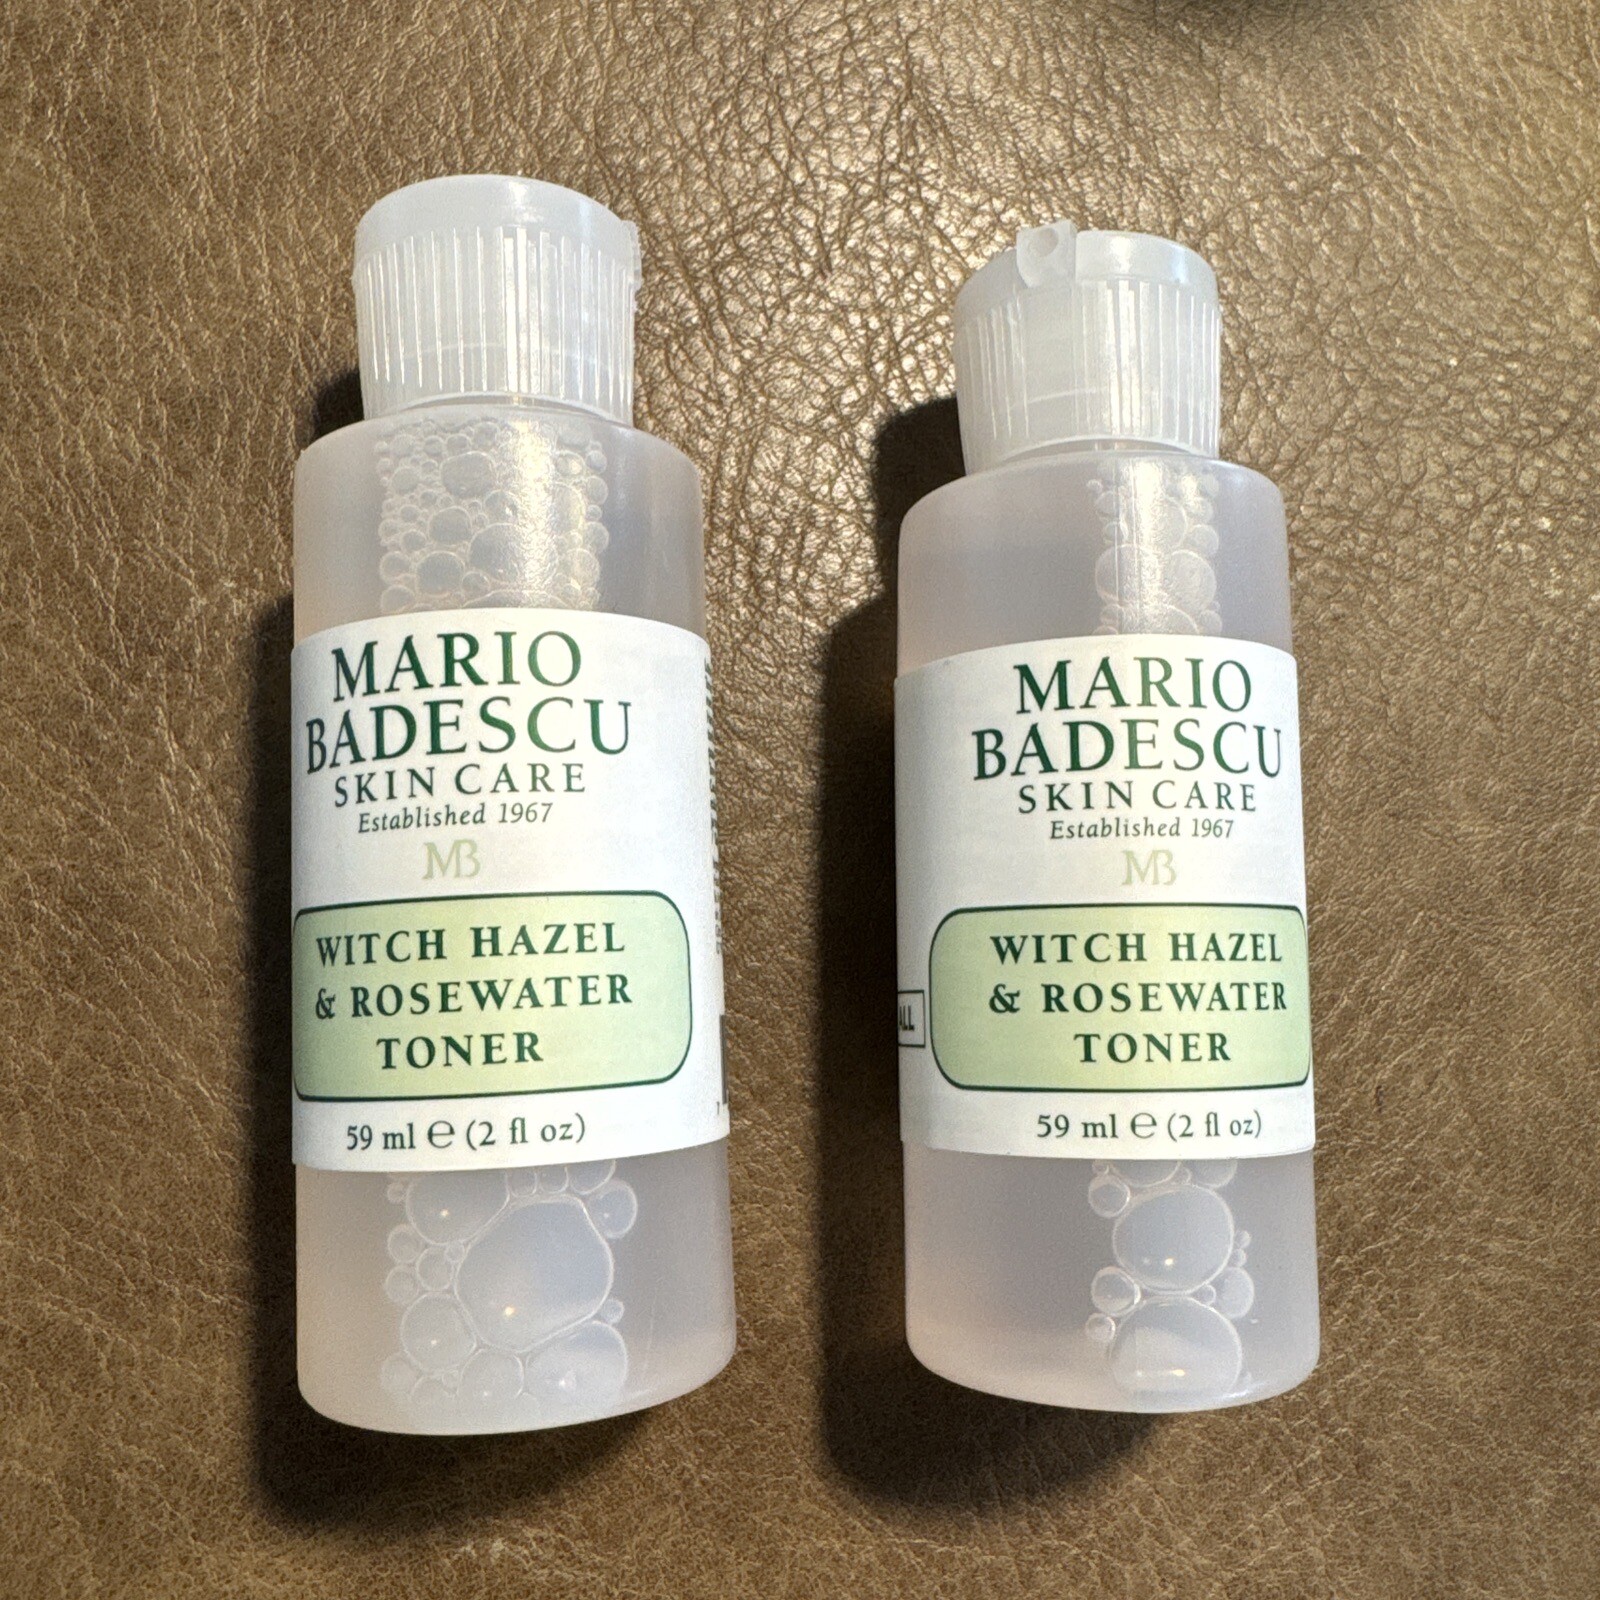 MARIO
BADESCU
SKIN CARE
Established 1967
MB
WITCH HAZEL
& ROSEWATER
TONER
59 ml ℮ (2 fl oz)
MARIO
BADESCU
SKIN CARE
Established 1967
MB
ALL
WITCH HAZEL
& ROSEWATER
TONER
59 ml ℮ (2 fl oz)